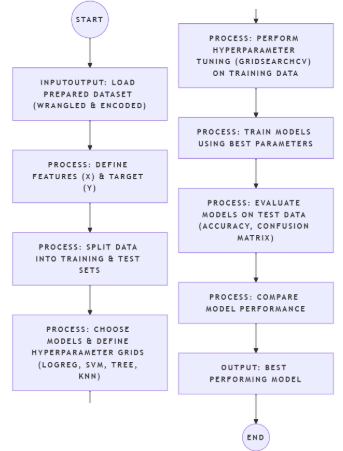 START
INPUTOUTPUT: LOAD
PREPARED DATASET
(WRANGLED & ENCODED)
PROCESS: DEFINE
FEATURES (X) & TARGET
(Y)
PROCESS: SPLIT DATA
INTO TRAINING & TEST
SETS
PROCESS: CHOOSE
MODELS & DEFINE
HYPERPARAMETER GRIDS
(LOGREG, SVM, TREE,
KNN)
PROCESS: PERFORM
HYPERPARAMETER
TUNING (GRIDSEARCHCV)
ON TRAINING DATA
PROCESS: TRAIN MODELS
USING BEST PARAMETERS
PROCESS: EVALUATE
MODELS ON TEST DATA
(ACCURACY, CONFUSION
MATRIX)
PROCESS: COMPARE
MODEL PERFORMANCE
OUTPUT: BEST
PERFORMING MODEL
END